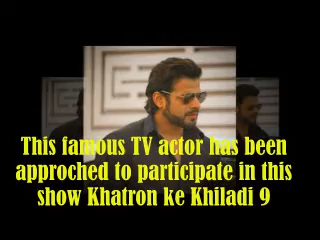 This famous TV actor has been
approched to participate in this
show Khatron ke Khiladi 9